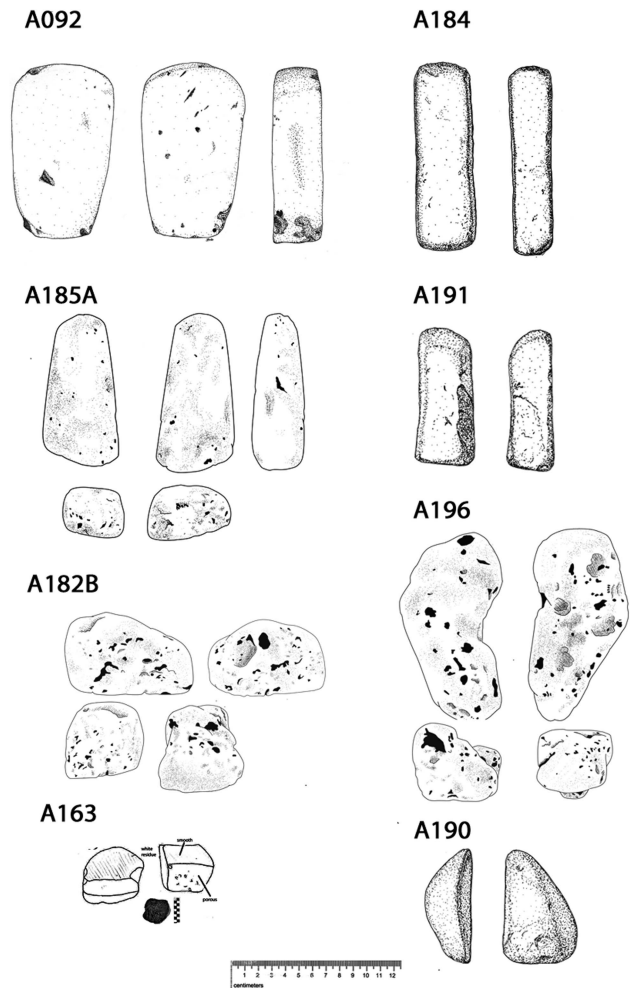 A092
A184
A185A
A191
A196
A182B
A163
smooth
white
residue
porous
A190
1 2 3 4 5 6 7 8 9 10 11 12
centimeters